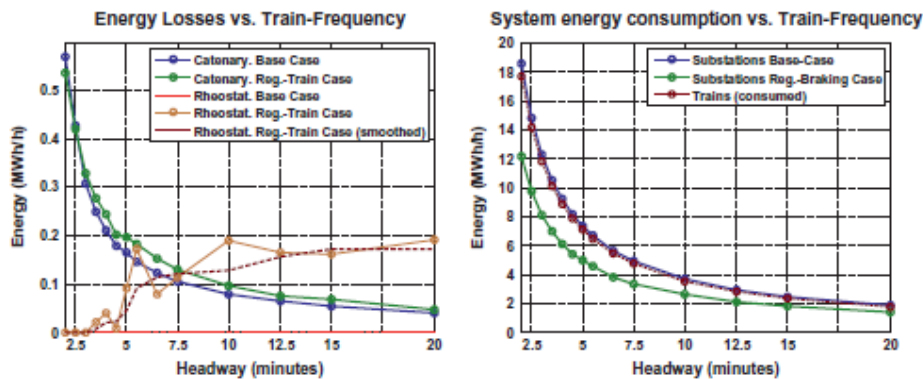 Energy Losses vs. Train-Frequency
Energy (MWh/h)
0.5
0.4
0.3
0.2
0.1
0
Catenary. Base Case
Catenary. Reg.-Train Case
Rheostat. Base Case
Rheostat. Reg.-Train Case
Rheostat. Reg.-Train Case (smoothed)
2.5 5 7.5 10 12.5 15 20
Headway (minutes)
System energy consumption vs. Train-Frequency
Energy (MWh/h)
20
18
16
14
12
10
8
6
4
2
0
Substations Base-Case
Substations Reg.-Braking Case
Trains (consumed)
2.5 5 7.5 10 12.5 15 20
Headway (minutes)